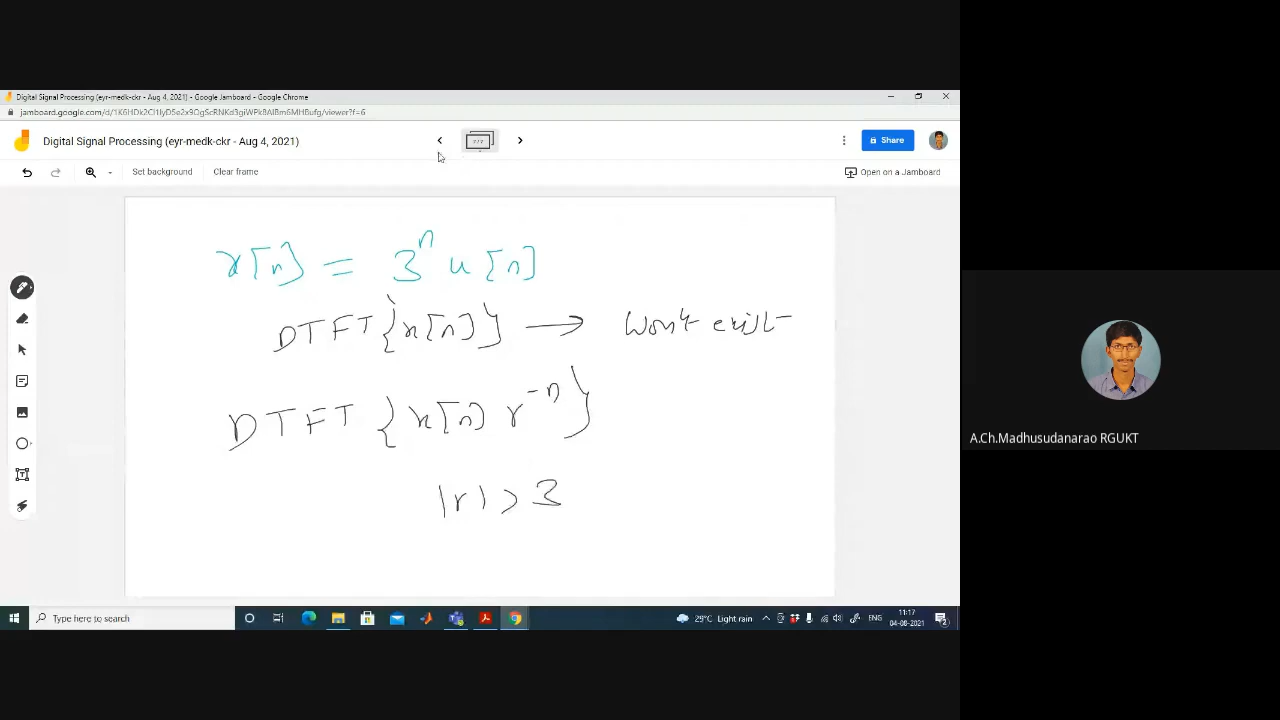 Digital Signal Processing (eyr-medk-ckr - Aug 4, 2021) - Google Jamboard - Google Chrome
Digital Signal Processing (eyr-medk-ckr - Aug 4, 2021)
Share
Set background
Clear frame
Open on a Jamboard
x[n] = 3^n u[n]
DTFT{x[n]} → Won't exist
DTFT {x[n] r^-n}
|r| > 3
A.Ch.Madhusudanarao RGUKT
Type here to search
29°C Light rain
ENG
11:17
04-08-2021